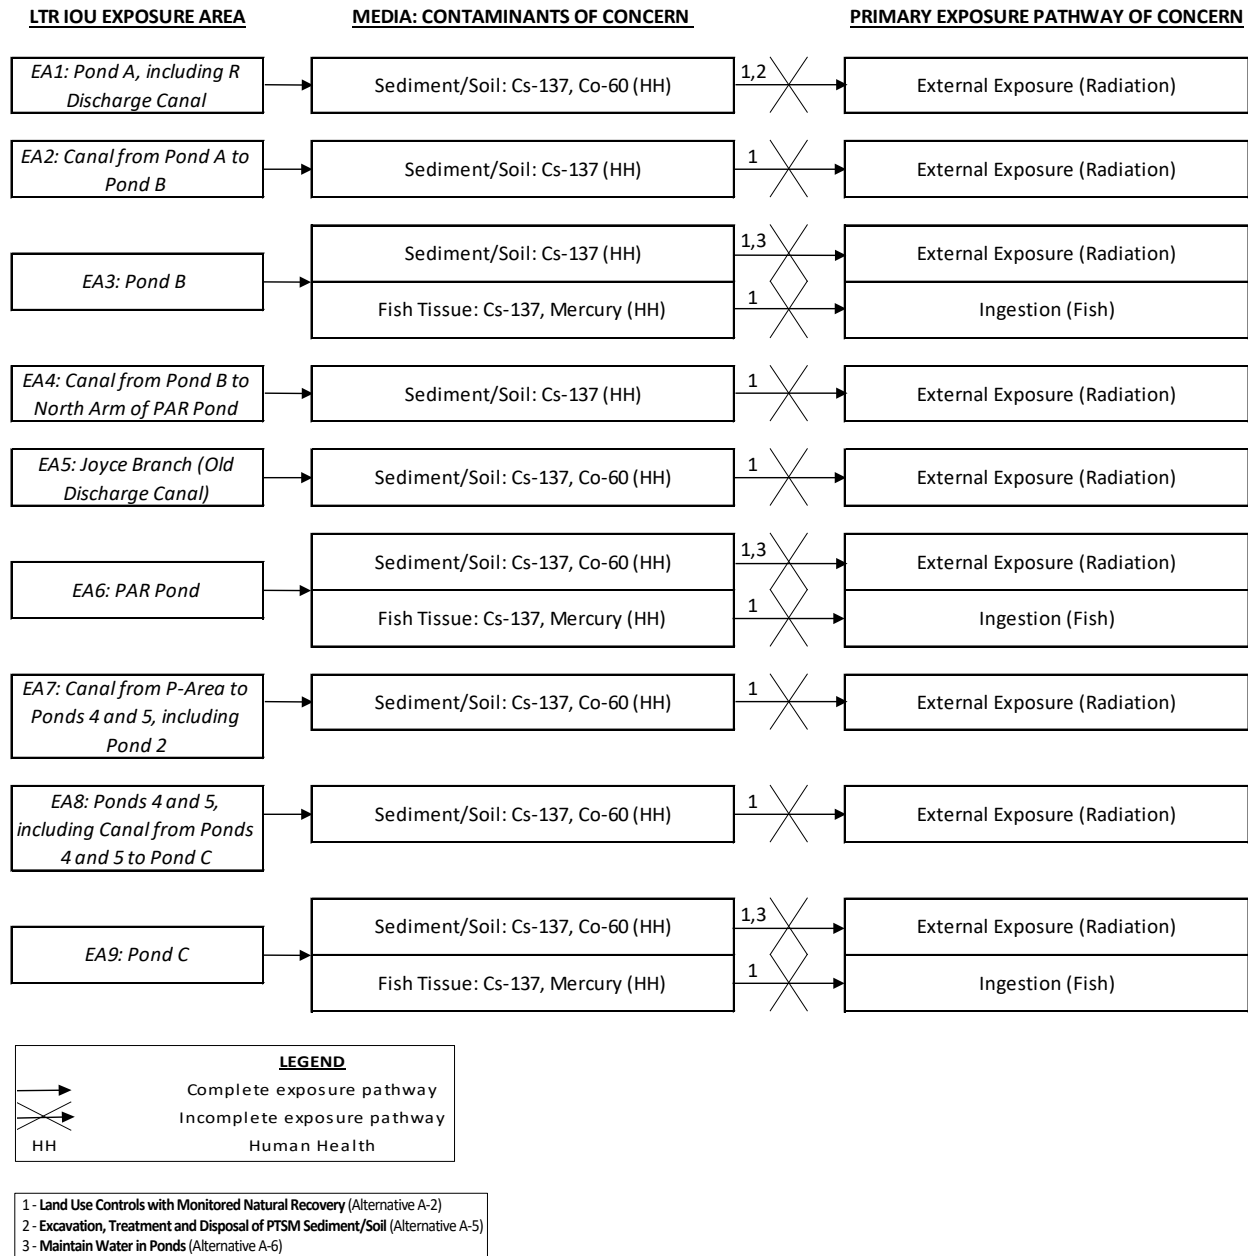 LTR IOU EXPOSURE AREA
MEDIA: CONTAMINANTS OF CONCERN
PRIMARY EXPOSURE PATHWAY OF CONCERN
EA1: Pond A, including R
Discharge Canal
Sediment/Soil: Cs-137, Co-60 (HH)
1,2
External Exposure (Radiation)
EA2: Canal from Pond A to
Pond B
Sediment/Soil: Cs-137 (HH)
1
External Exposure (Radiation)
EA3: Pond B
Sediment/Soil: Cs-137 (HH)
1,3
External Exposure (Radiation)
Fish Tissue: Cs-137, Mercury (HH)
1
Ingestion (Fish)
EA4: Canal from Pond B to
North Arm of PAR Pond
Sediment/Soil: Cs-137 (HH)
1
External Exposure (Radiation)
EA5: Joyce Branch (Old
Discharge Canal)
Sediment/Soil: Cs-137, Co-60 (HH)
1
External Exposure (Radiation)
EA6: PAR Pond
Sediment/Soil: Cs-137, Co-60 (HH)
1,3
External Exposure (Radiation)
Fish Tissue: Cs-137, Mercury (HH)
1
Ingestion (Fish)
EA7: Canal from P-Area to
Ponds 4 and 5, including
Pond 2
Sediment/Soil: Cs-137, Co-60 (HH)
1
External Exposure (Radiation)
EA8: Ponds 4 and 5,
including Canal from Ponds
4 and 5 to Pond C
Sediment/Soil: Cs-137, Co-60 (HH)
1
External Exposure (Radiation)
EA9: Pond C
Sediment/Soil: Cs-137, Co-60 (HH)
1,3
External Exposure (Radiation)
Fish Tissue: Cs-137, Mercury (HH)
1
Ingestion (Fish)
LEGEND
Complete exposure pathway
Incomplete exposure pathway
HH Human Health
1 - Land Use Controls with Monitored Natural Recovery (Alternative A-2)
2 - Excavation, Treatment and Disposal of PTSM Sediment/Soil (Alternative A-5)
3 - Maintain Water in Ponds (Alternative A-6)